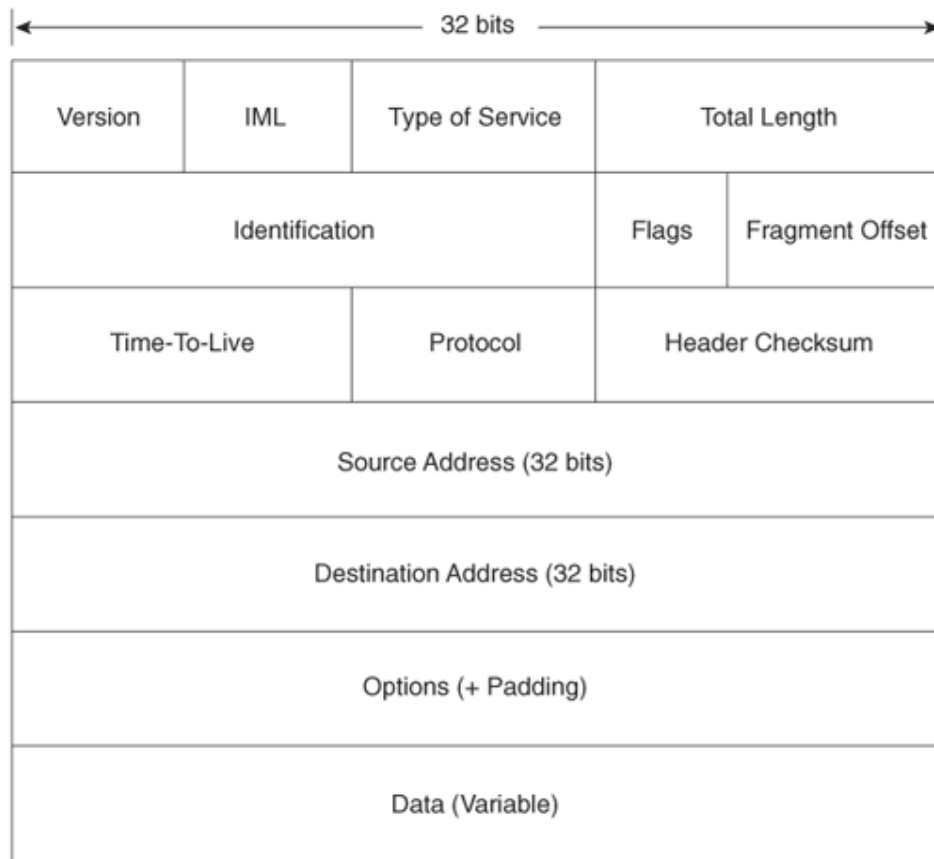 32 bits
Version IML Type of Service Total Length
Identification Flags Fragment Offset
Time-To-Live Protocol Header Checksum
Source Address (32 bits)
Destination Address (32 bits)
Options (+ Padding)
Data (Variable)